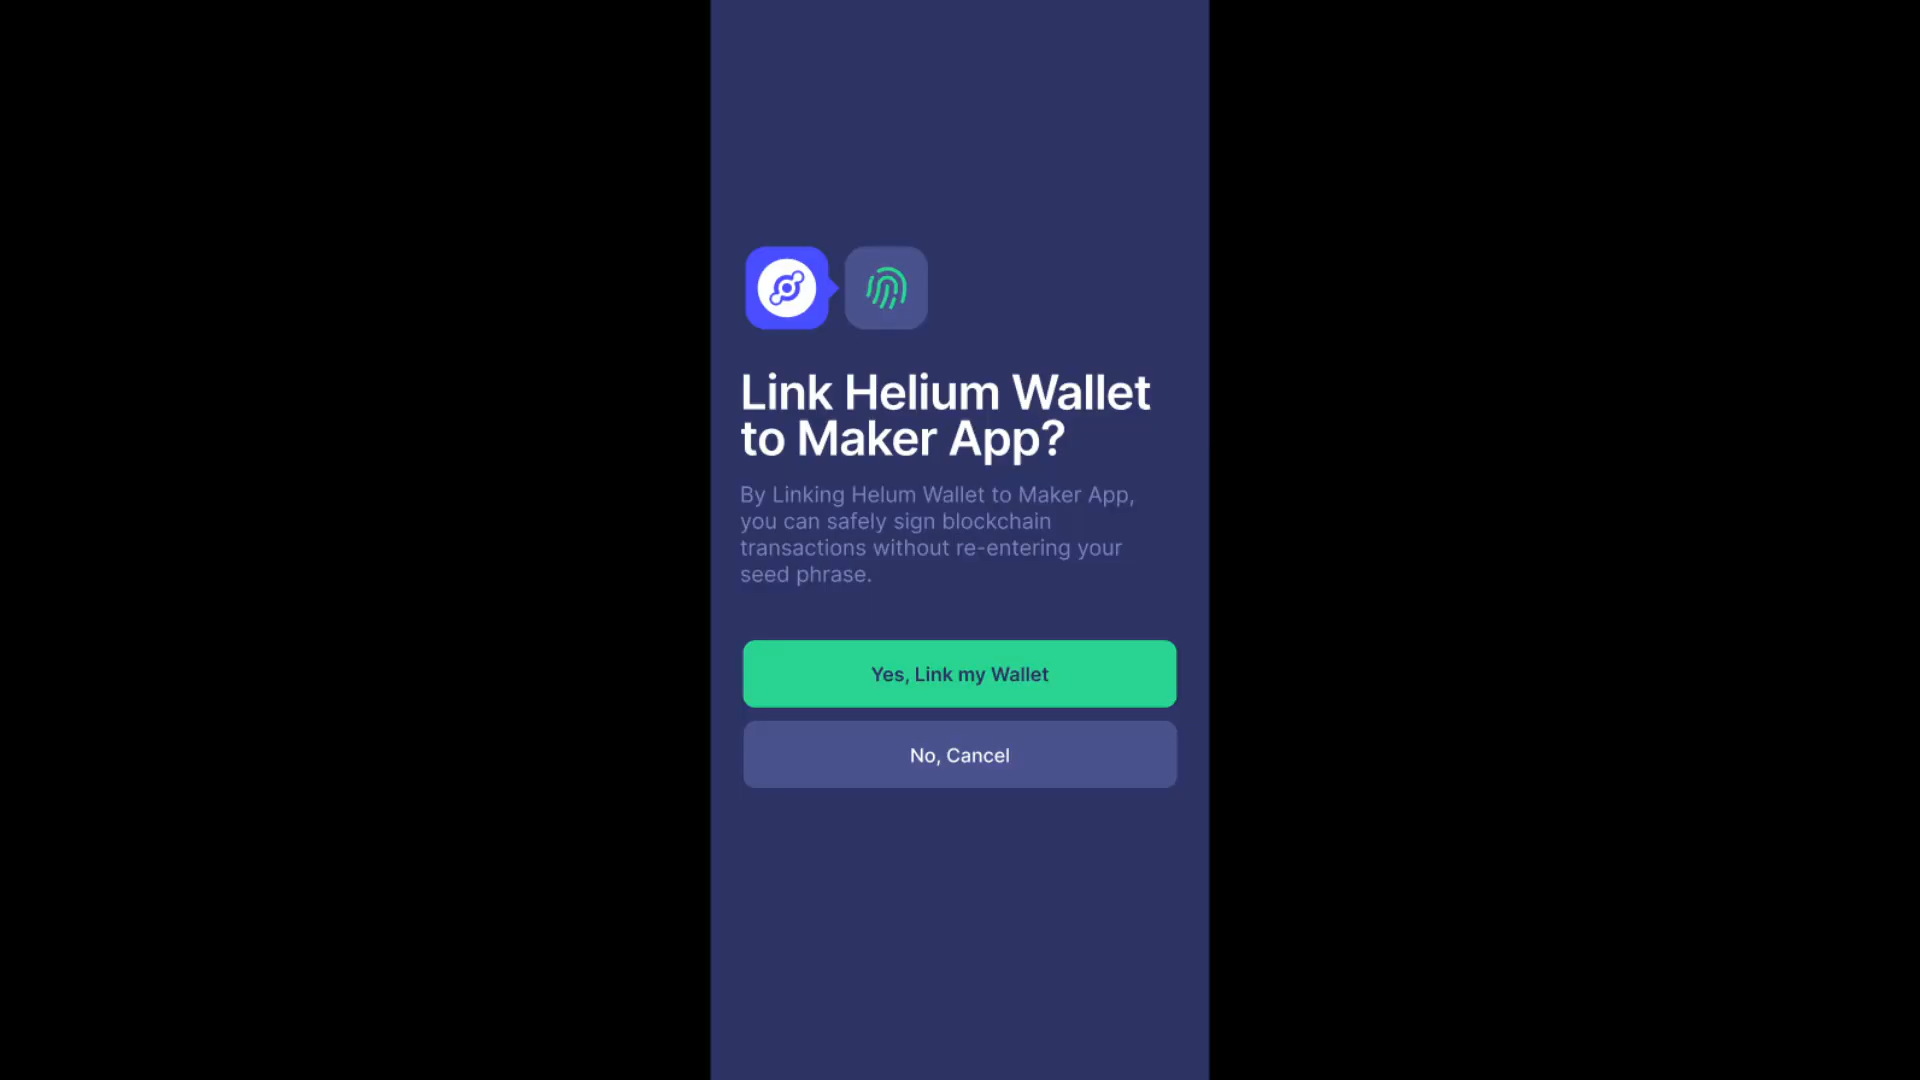 Link Helium Wallet
to Maker App?
By Linking Helum Wallet to Maker App,
you can safely sign blockchain
transactions without re-entering your
seed phrase.
Yes, Link my Wallet
No, Cancel